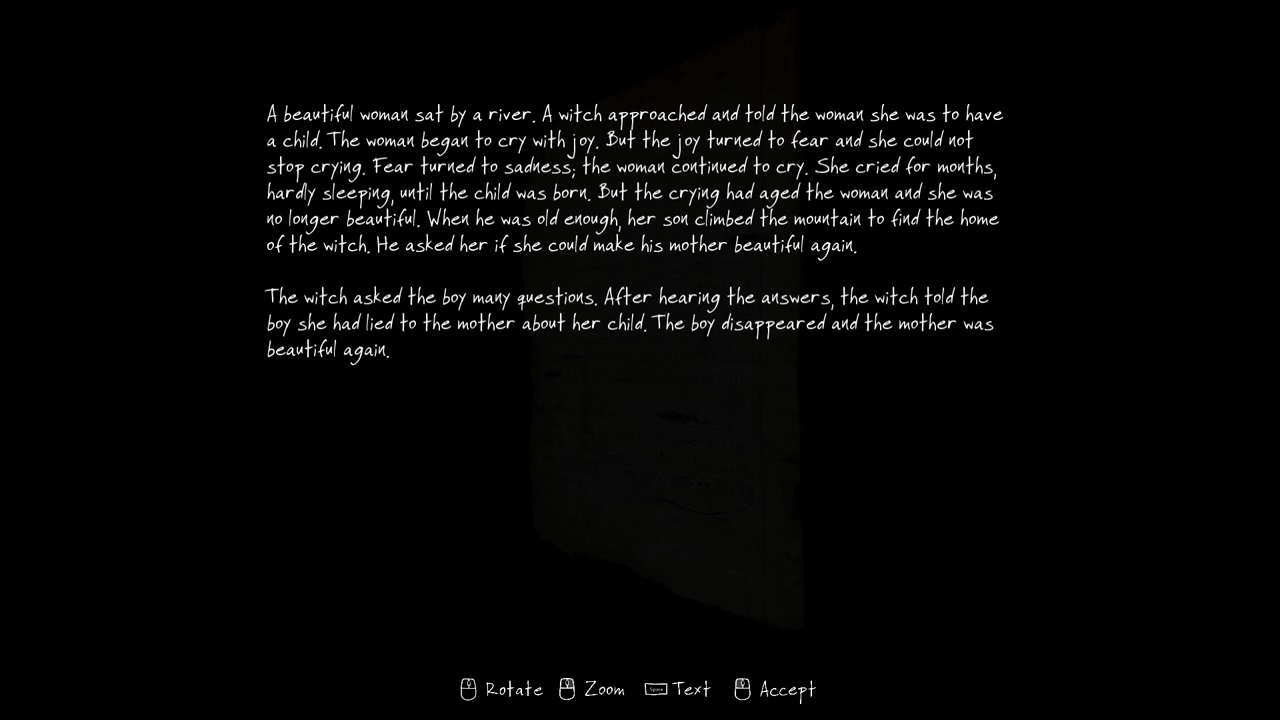 A beautiful woman sat by a river. A witch approached and told the woman she was to have
a child. The woman began to cry with joy. But the joy turned to fear and she could not
stop crying. Fear turned to sadness; the woman continued to cry. She cried for months,
hardly sleeping, until the child was born. But the crying had aged the woman and she was
no longer beautiful. When he was old enough, her son climbed the mountain to find the home
of the witch. He asked her if she could make his mother beautiful again.
The witch asked the boy many questions. After hearing the answers, the witch told the
boy she had lied to the mother about her child. The boy disappeared and the mother was
beautiful again.
Rotate Zoom Text Accept